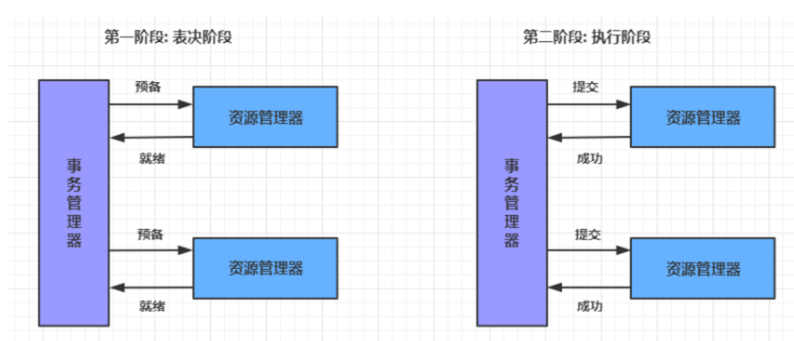 第一阶段: 表决阶段
预备
资源管理器
就绪
事务管理器
预备
资源管理器
就绪
第二阶段: 执行阶段
提交
资源管理器
成功
事务管理器
提交
资源管理器
成功